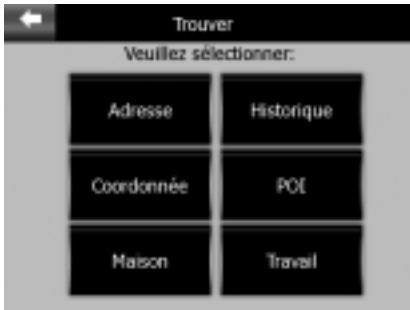 Trouver
Veuillez sélectionner:
Adresse
Historique
Coordonnée
POI
Maison
Travail